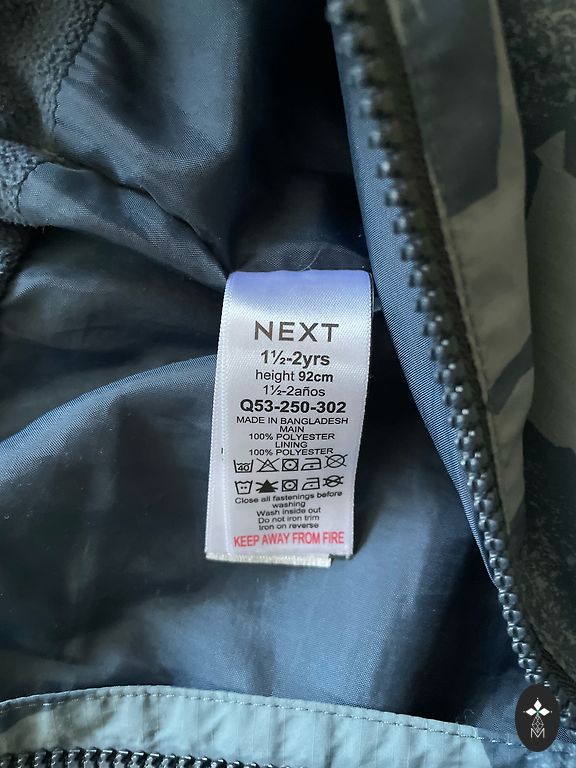 NEXT
1½-2yrs
height 92cm
1½-2años
Q53-250-302
MADE IN BANGLADESH
MAIN
100% POLYESTER
LINING
100% POLYESTER
40
Close all fastenings before
washing
Wash inside out
Do not iron trim
Iron on reverse
KEEP AWAY FROM FIRE
M